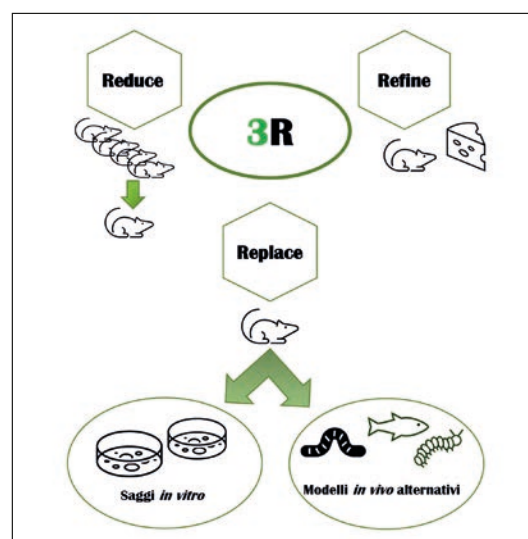 Reduce
Refine
3R
Replace
Saggi in vitro
Modelli in vivo alternativi